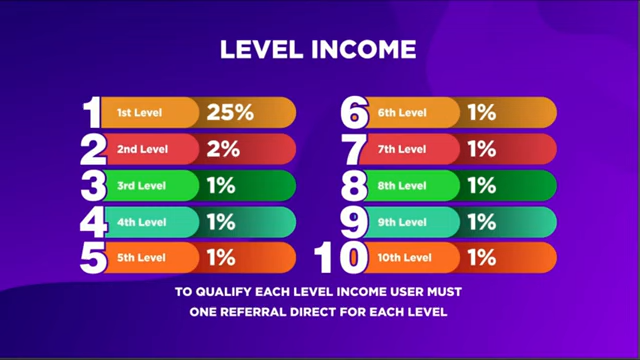 LEVEL INCOME
1 1st Level 25%
2 2nd Level 2%
3 3rd Level 1%
4 4th Level 1%
5 5th Level 1%
6 6th Level 1%
7 7th Level 1%
8 8th Level 1%
9 9th Level 1%
10 10th Level 1%
TO QUALIFY EACH LEVEL INCOME USER MUST
ONE REFERRAL DIRECT FOR EACH LEVEL